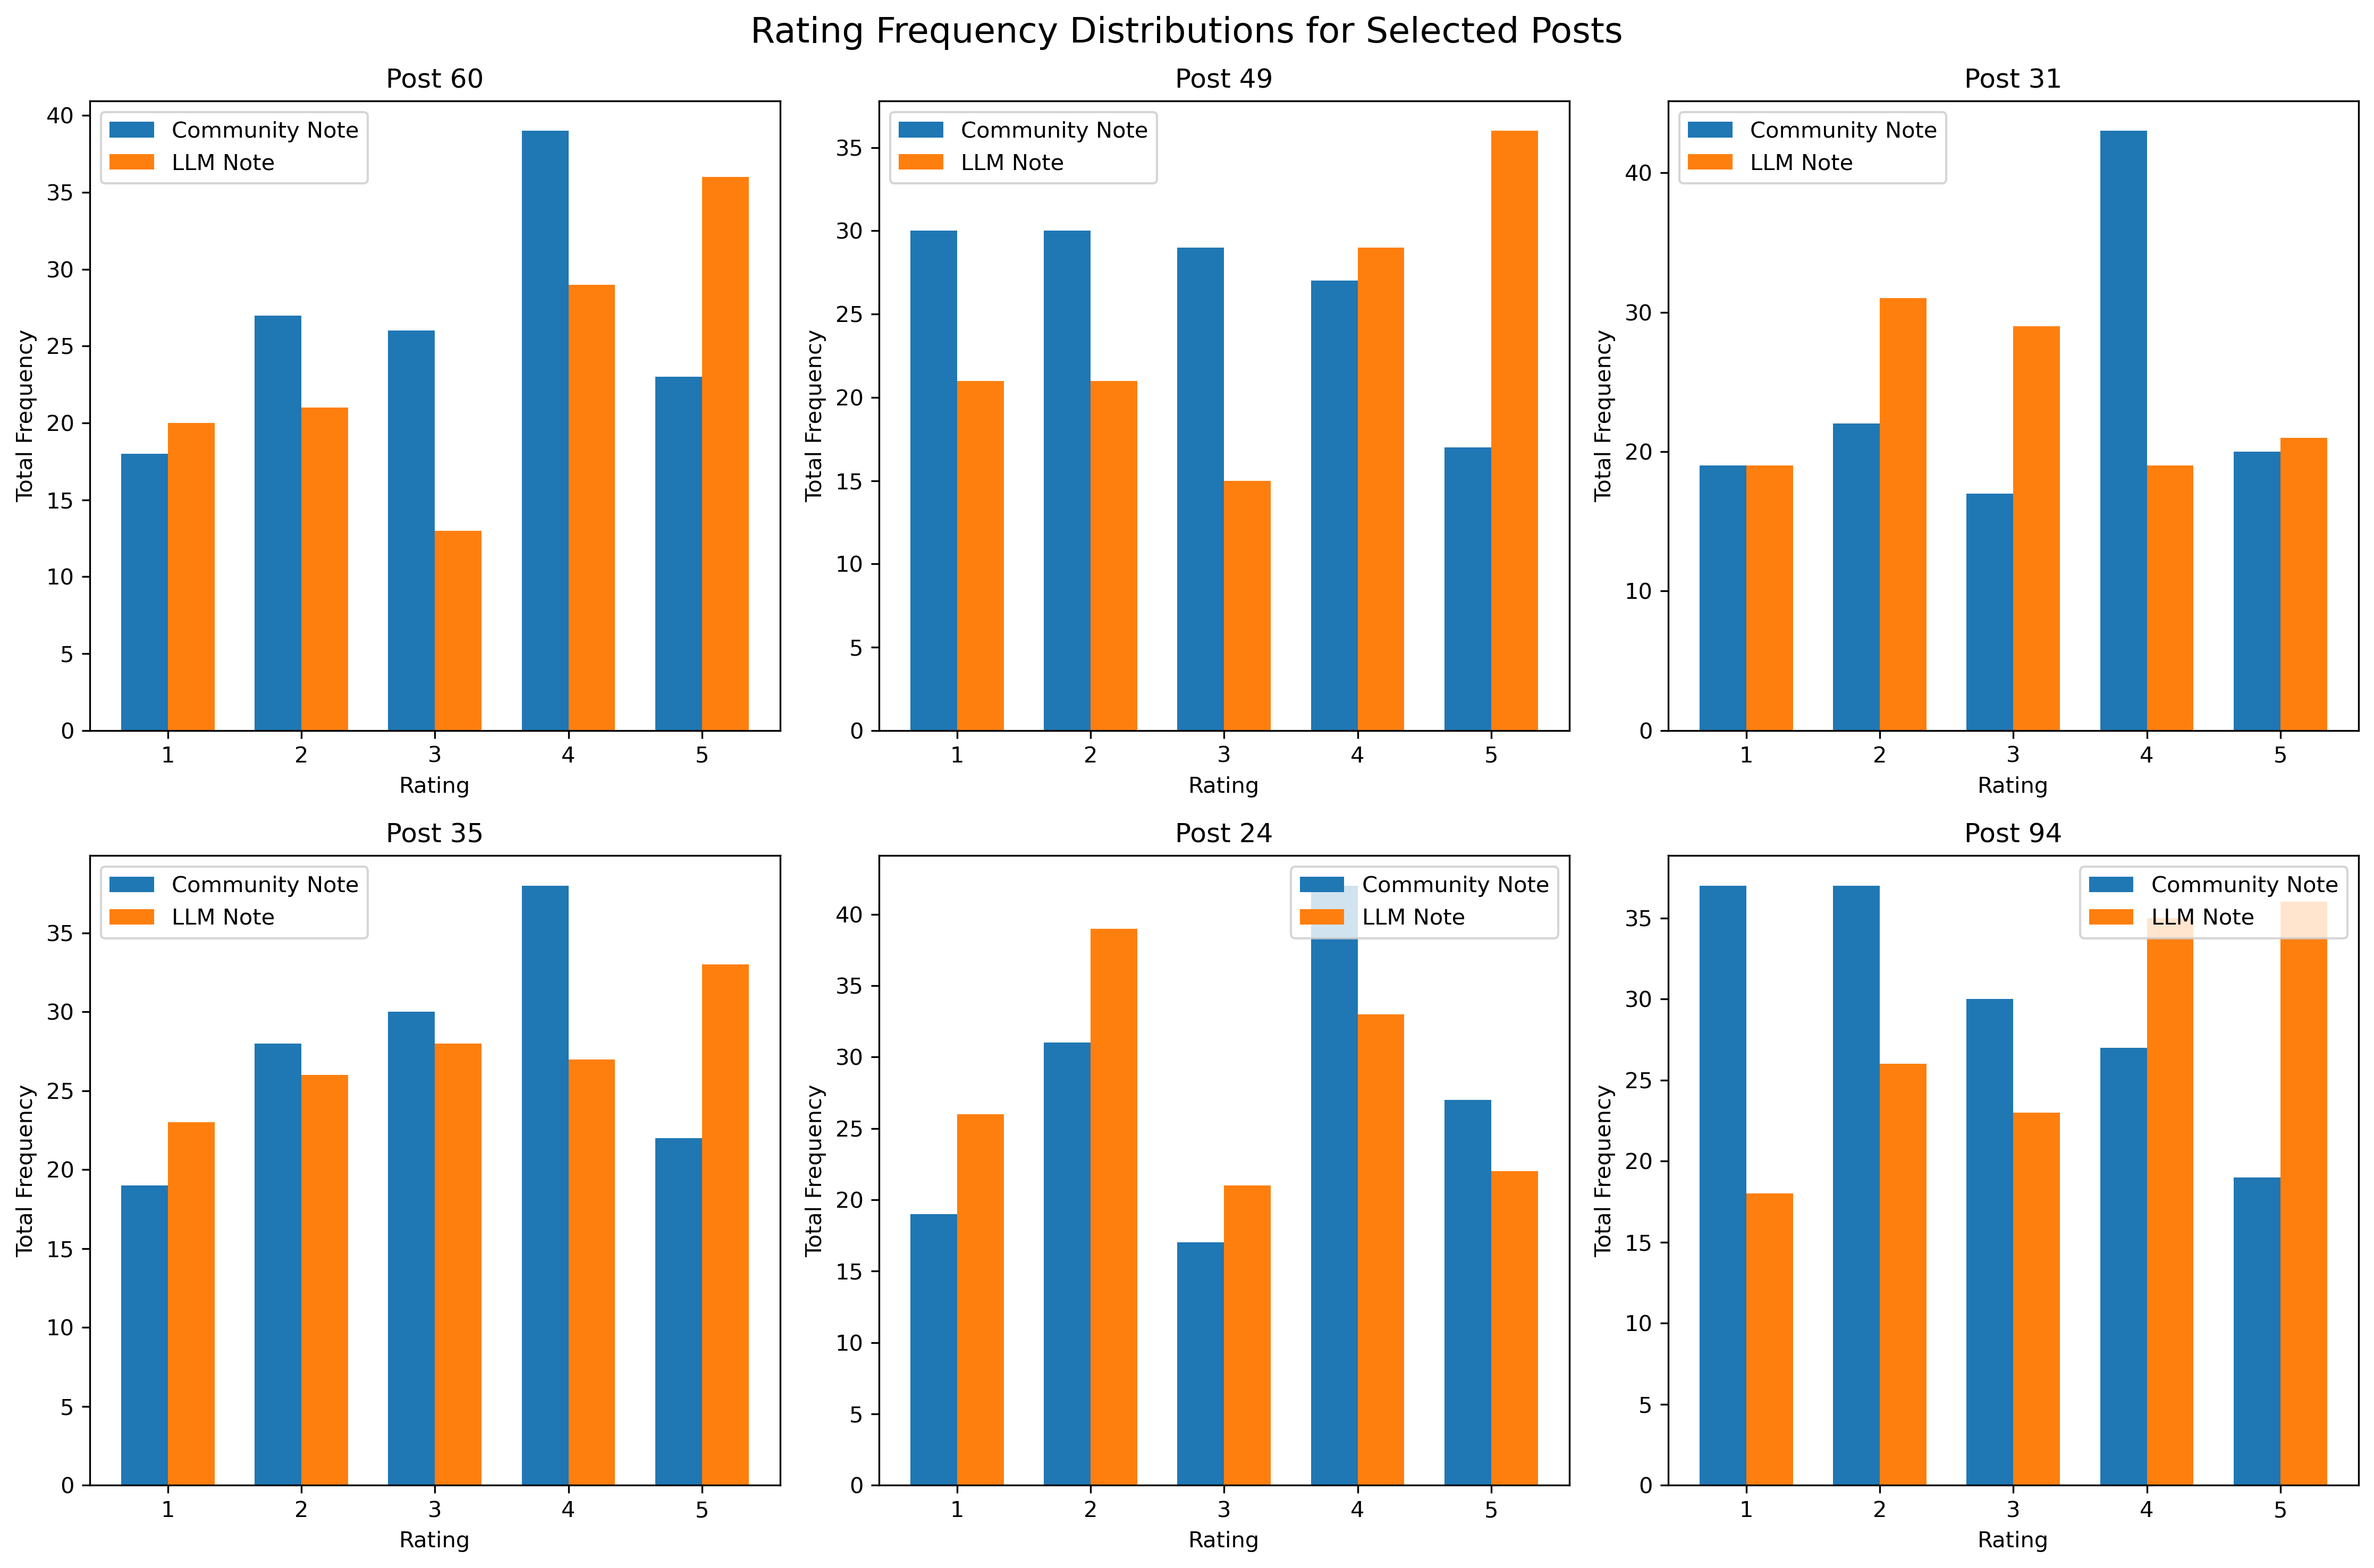 Rating Frequency Distributions for Selected Posts
Post 60
Community Note
LLM Note
Total Frequency
40
35
30
25
20
15
10
5
0
1 2 3 4 5
Rating
Post 49
Community Note
LLM Note
Total Frequency
35
30
25
20
15
10
5
0
1 2 3 4 5
Rating
Post 31
Community Note
LLM Note
Total Frequency
40
30
20
10
0
1 2 3 4 5
Rating
Post 35
Community Note
LLM Note
Total Frequency
35
30
25
20
15
10
5
0
1 2 3 4 5
Rating
Post 24
Community Note
LLM Note
Total Frequency
40
35
30
25
20
15
10
5
0
1 2 3 4 5
Rating
Post 94
Community Note
LLM Note
Total Frequency
35
30
25
20
15
10
5
0
1 2 3 4 5
Rating